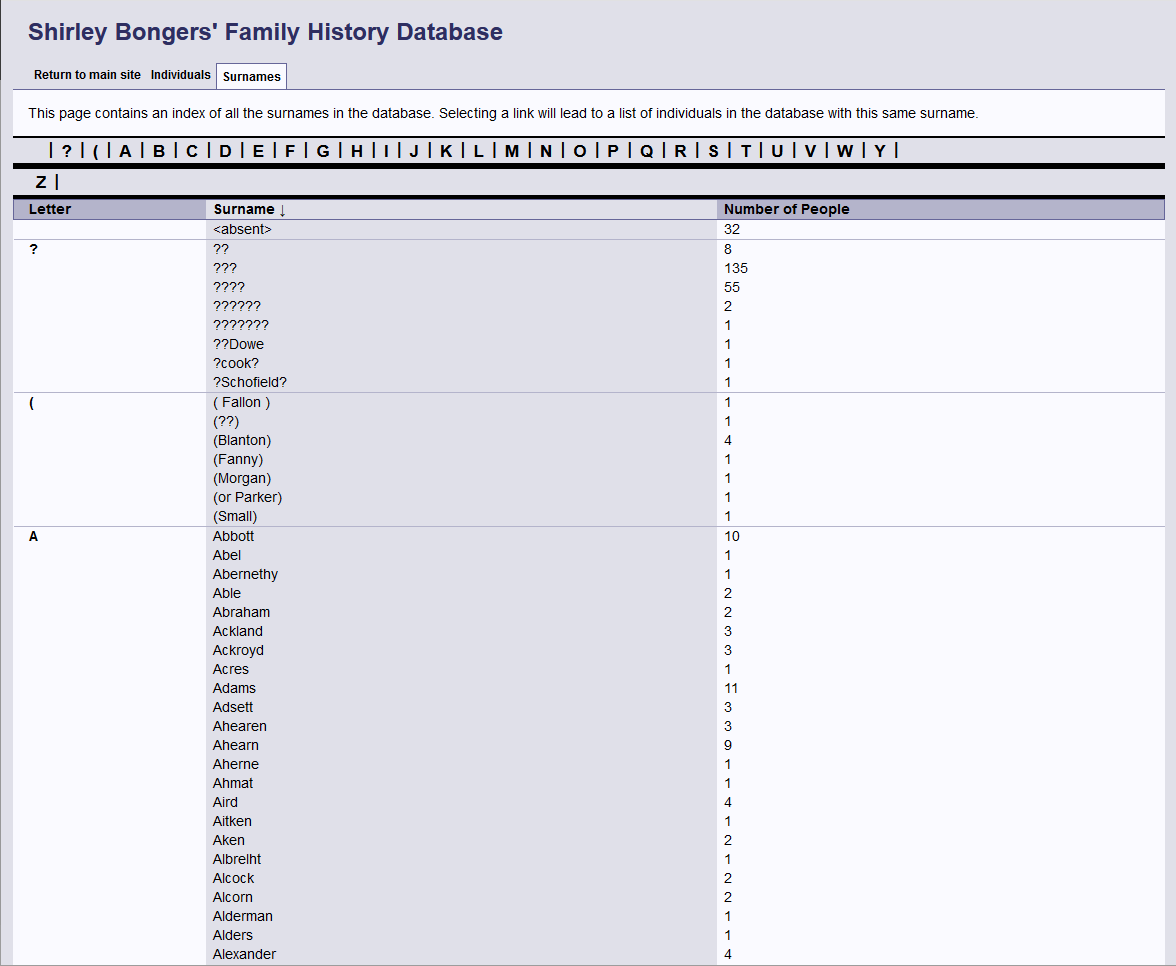 Shirley Bongers' Family History Database
Return to main site Individuals Surnames
This page contains an index of all the surnames in the database. Selecting a link will lead to a list of individuals in the database with this same surname.
| ? | ( | A | B | C | D | E | F | G | H | I | J | K | L | M | N | O | P | Q | R | S | T | U | V | W | Y |
Z |
Letter Surname ↓ Number of People
<absent> 32
? ?? 8
??? 135
???? 55
?????? 2
??????? 1
??Dowe 1
?cook? 1
?Schofield? 1
( ( Fallon ) 1
(??) 1
(Blanton) 4
(Fanny) 1
(Morgan) 1
(or Parker) 1
(Small) 1
A Abbott 10
Abel 1
Abernethy 1
Able 2
Abraham 2
Ackland 3
Ackroyd 3
Acres 1
Adams 11
Adsett 3
Ahearen 3
Ahearn 9
Aherne 1
Ahmat 1
Aird 4
Aitken 1
Aken 2
Albrelht 1
Alcock 2
Alcorn 2
Alderman 1
Alders 1
Alexander 4